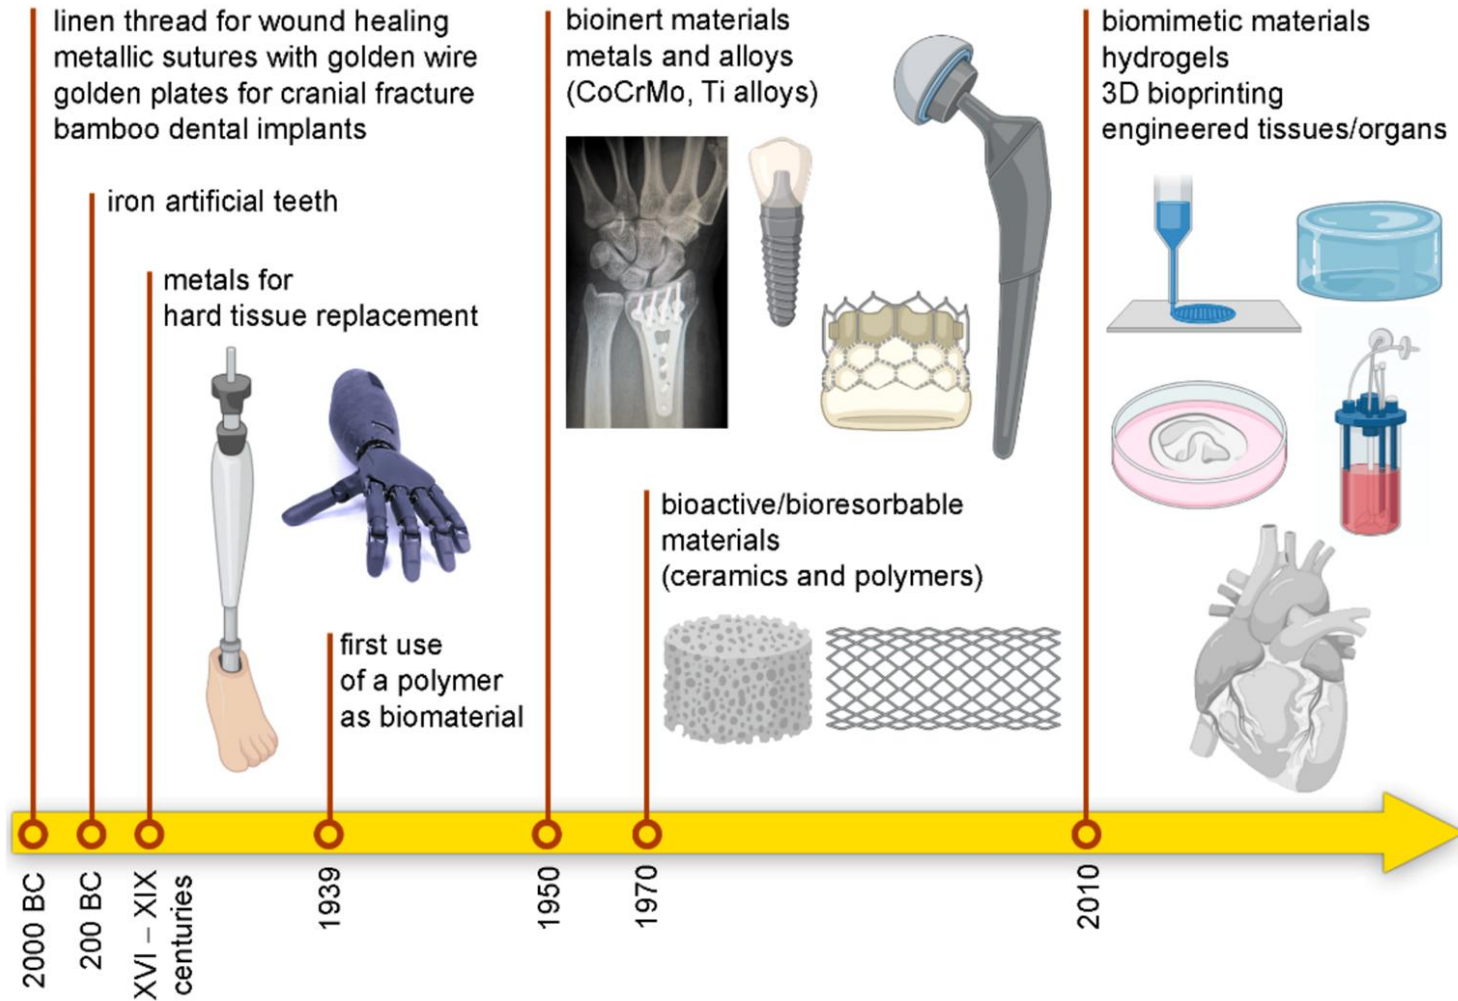 linen thread for wound healing
metallic sutures with golden wire
golden plates for cranial fracture
bamboo dental implants
iron artificial teeth
metals for
hard tissue replacement
first use
of a polymer
as biomaterial
bioinert materials
metals and alloys
(CoCrMo, Ti alloys)
bioactive/bioresorbable
materials
(ceramics and polymers)
biomimetic materials
hydrogels
3D bioprinting
engineered tissues/organs
2000 BC
200 BC
XVI – XIX
centuries
1939
1950
1970
2010